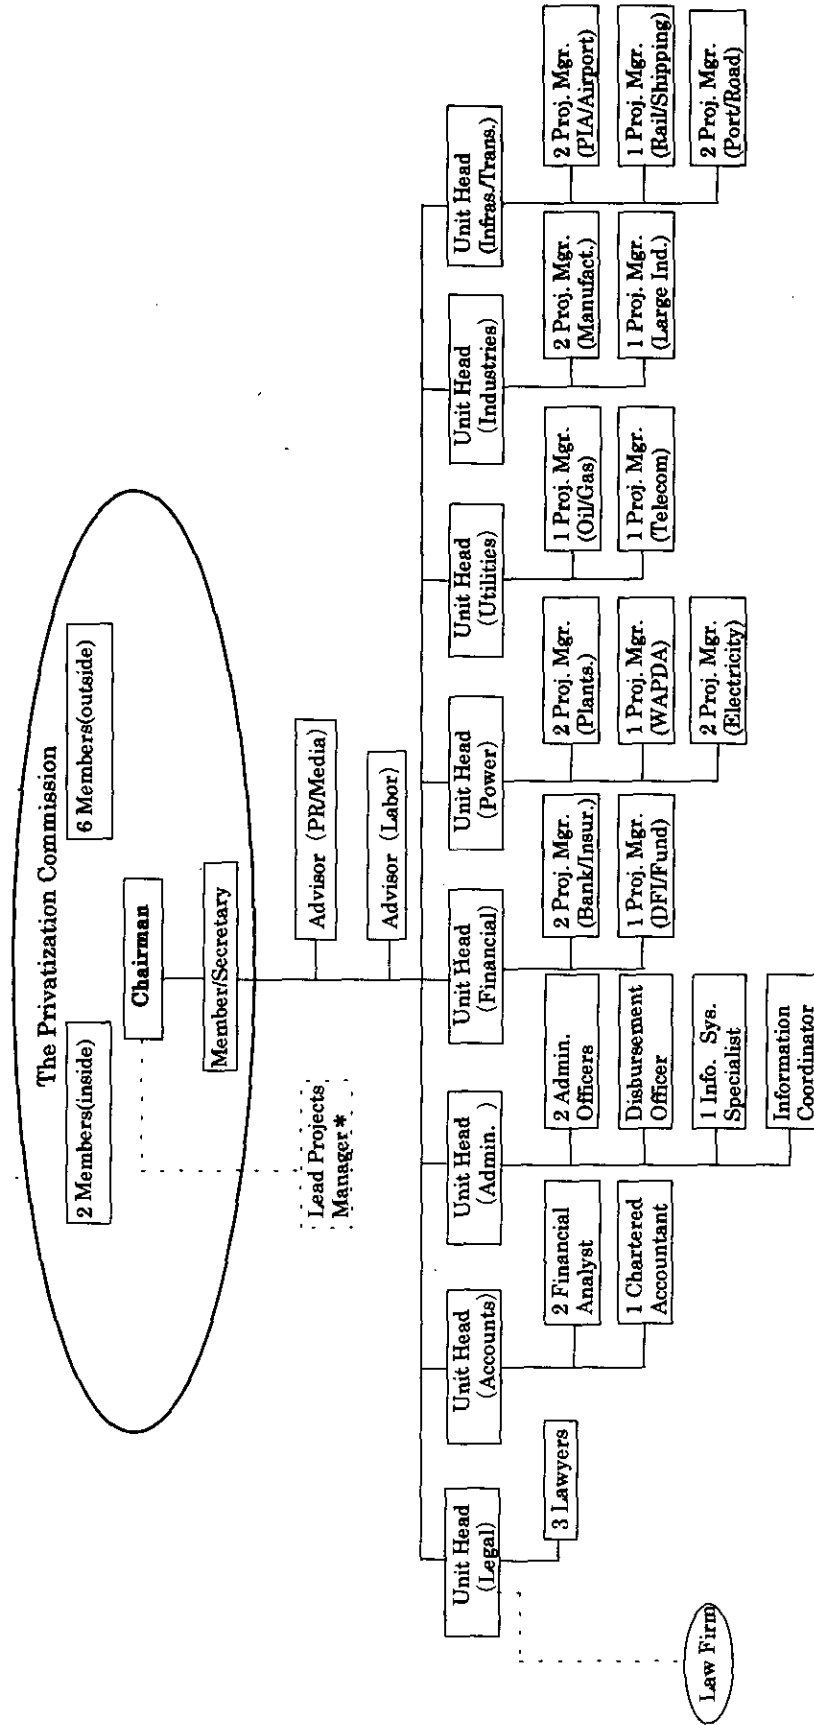 The Privatization Commission
2 Members(inside)
6 Members(outside)
Chairman
Member/Secretary
Lead Projects
Manager*
Advisor (PR/Media)
Advisor (Labor)
Unit Head
(Legal)
3 Lawyers
Law Firm
Unit Head
(Accounts)
2 Financial
Analyst
1 Chartered
Accountant
Unit Head
(Admin. )
2 Admin.
Officers
Disbursement
Officer
1 Info. Sys.
Specialist
Information
Coordinator
Unit Head
(Financial)
2 Proj. Mgr.
(Bank/Insur.)
1 Proj. Mgr.
(DFI/Fund)
Unit Head
(Power)
2 Proj. Mgr.
(Plants.)
1 Proj. Mgr.
(WAPDA)
2 Proj. Mgr.
(Electricity)
Unit Head
(Utilities)
1 Proj. Mgr.
(Oil/Gas)
1 Proj. Mgr.
(Telecom)
Unit Head
(Industries)
2 Proj. Mgr.
(Manufact.)
1 Proj. Mgr.
(Large Ind.)
Unit Head
(Infras./Trans.)
2 Proj. Mgr.
(PIA/Airport)
1 Proj. Mgr.
(Rail/Shipping)
2 Proj. Mgr.
(Port/Road)